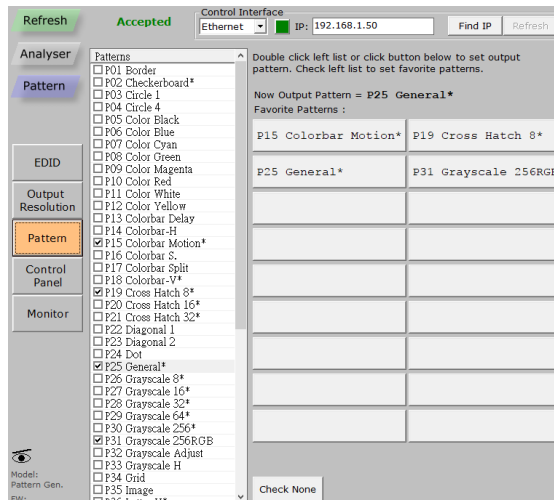 Refresh
Accepted
Control Interface
Ethernet
IP: 192.168.1.50
Find IP
Refresh
Analyser
Pattern
EDID
Output
Resolution
Pattern
Control
Panel
Monitor
Model:
Pattern Gen.
FW:
Patterns
P01 Border
P02 Checkerboard*
P03 Circle 1
P04 Circle 4
P05 Color Black
P06 Color Blue
P07 Color Cyan
P08 Color Green
P09 Color Magenta
P10 Color Red
P11 Color White
P12 Color Yellow
P13 Colorbar Delay
P14 Colorbar-H
P15 Colorbar Motion*
P16 Colorbar S.
P17 Colorbar Split
P18 Colorbar-V*
P19 Cross Hatch 8*
P20 Cross Hatch 16*
P21 Cross Hatch 32*
P22 Diagonal 1
P23 Diagonal 2
P24 Dot
P25 General*
P26 Grayscale 8*
P27 Grayscale 16*
P28 Grayscale 32*
P29 Grayscale 64*
P30 Grayscale 256*
P31 Grayscale 256RGB
P32 Grayscale Adjust
P33 Grayscale H
P34 Grid
P35 Image
Double click left list or click button below to set output
pattern. Check left list to set favorite patterns.
Now Output Pattern = P25 General*
Favorite Patterns :
P15 Colorbar Motion*
P19 Cross Hatch 8*
P25 General*
P31 Grayscale 256RGB
Check None